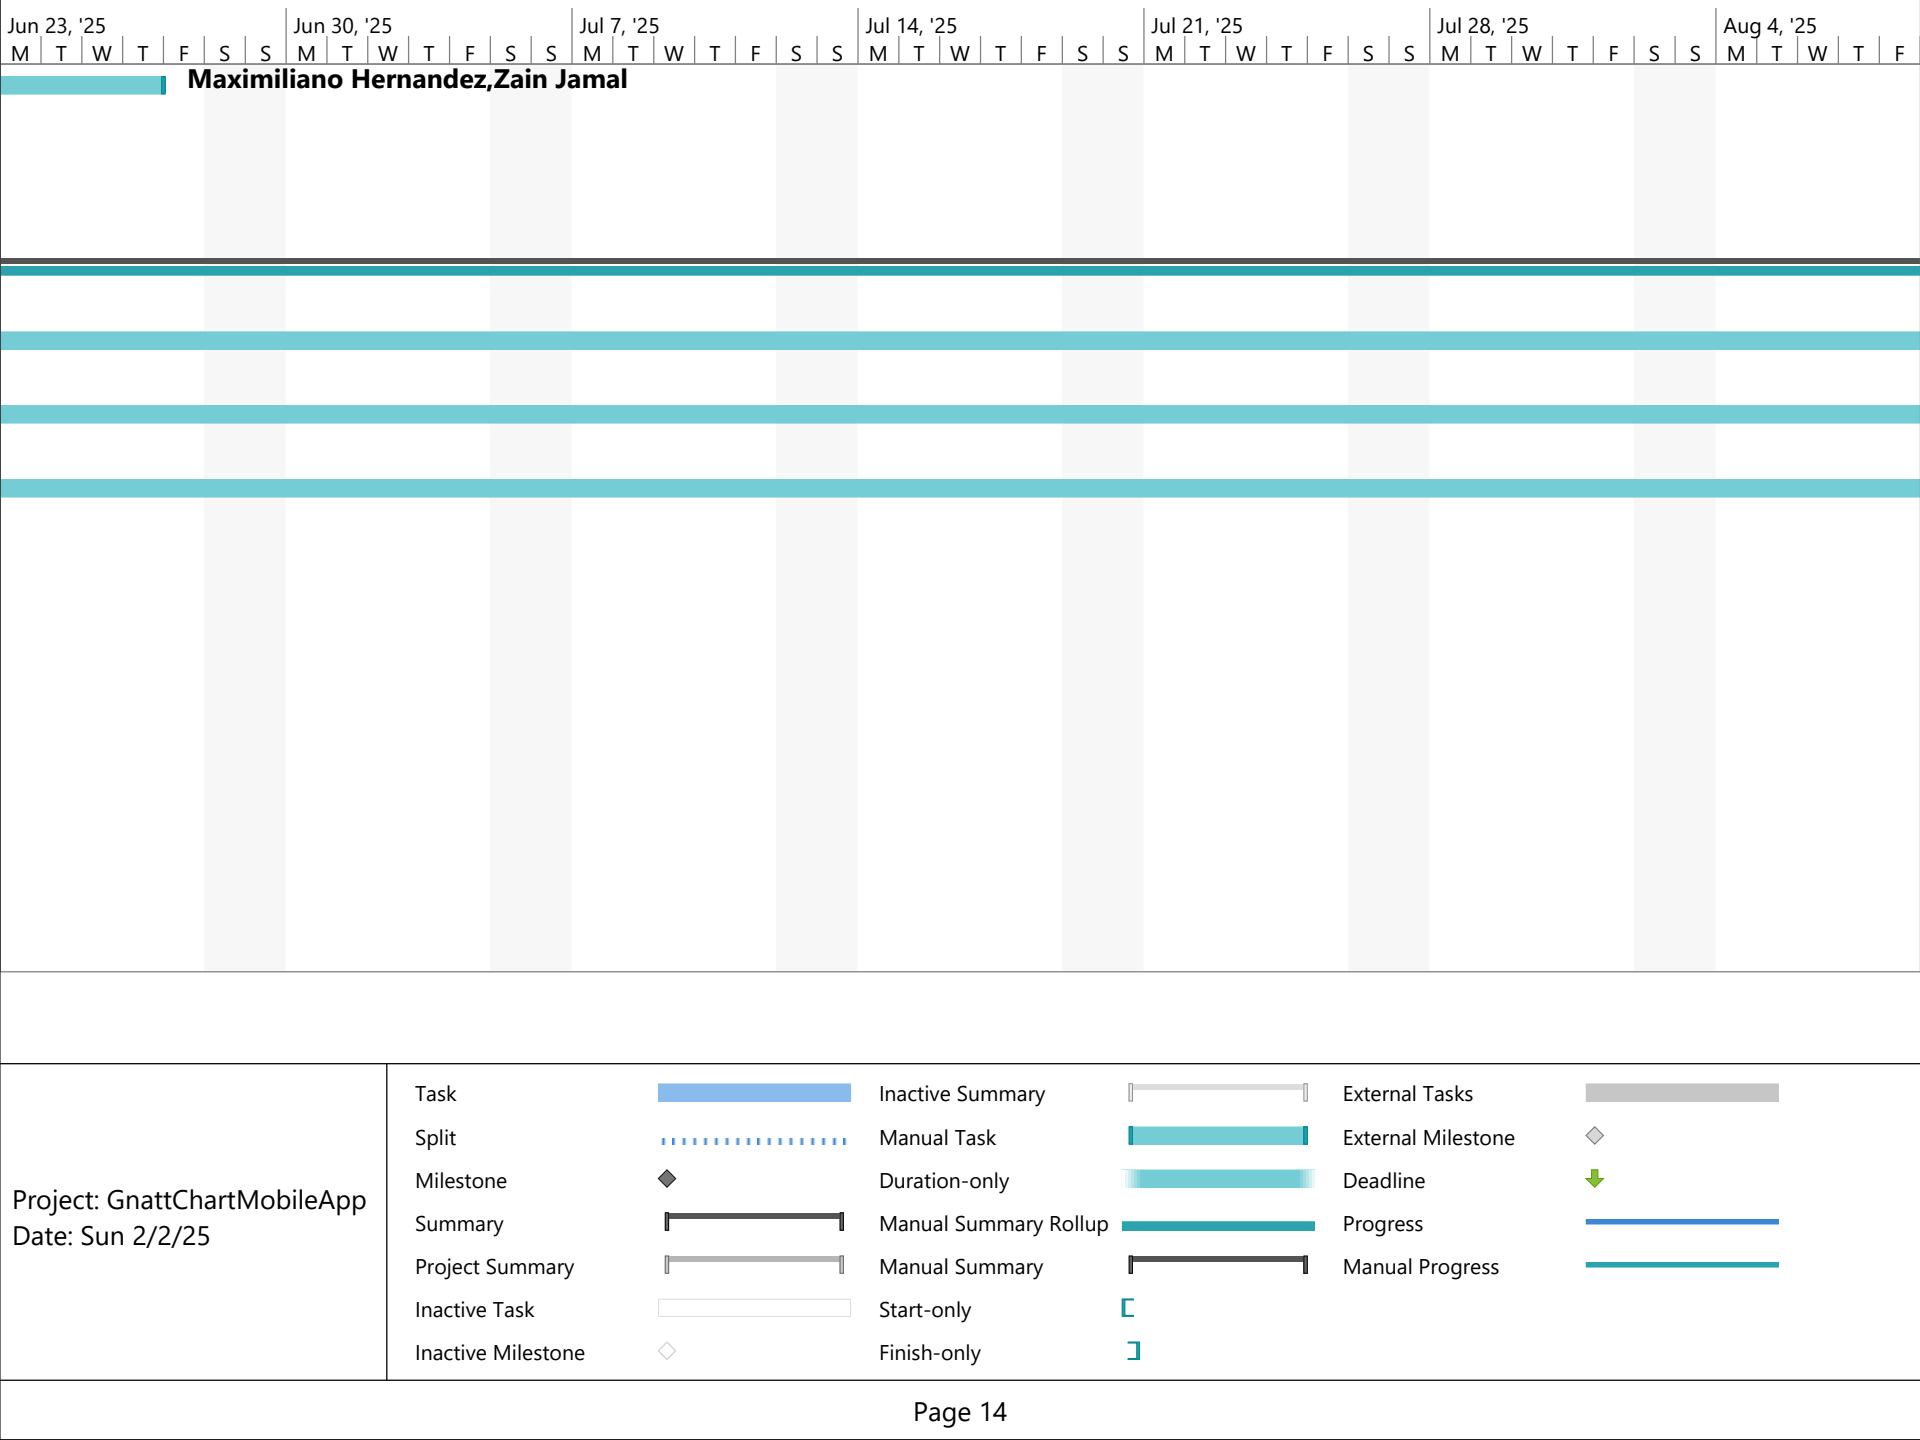 Jun 23, '25 Jun 30, '25 Jul 7, '25 Jul 14, '25 Jul 21, '25 Jul 28, '25 Aug 4, '25
M T W T F S S M T W T F S S M T W T F S S M T W T F S S M T W T F S S M T W T F S S M T W T F
Maximiliano Hernandez,Zain Jamal
Project: GnattChartMobileApp
Date: Sun 2/2/25
Task
Split
Milestone
Summary
Project Summary
Inactive Task
Inactive Milestone
Inactive Summary
Manual Task
Duration-only
Manual Summary Rollup
Manual Summary
Start-only
Finish-only
External Tasks
External Milestone
Deadline
Progress
Manual Progress
Page 14